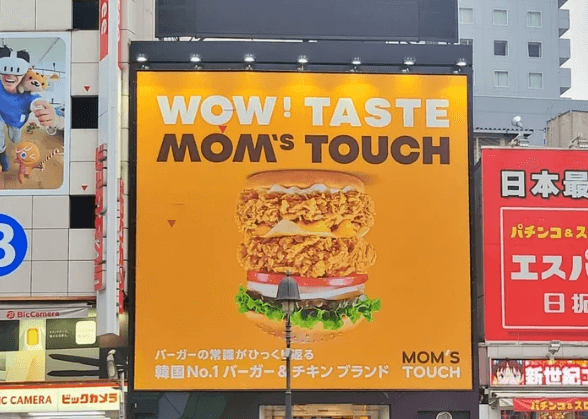 WOW! TASTE
MOM'S TOUCH
バーガーの常識がひっくり返る
韓国No.1 バーガー & チキン ブランド
MOM'S
TOUCH
BicCamera
IC CAMERA ビックカメラ
日本最
パチンコ&ス
エスパ
日拓
新世紀